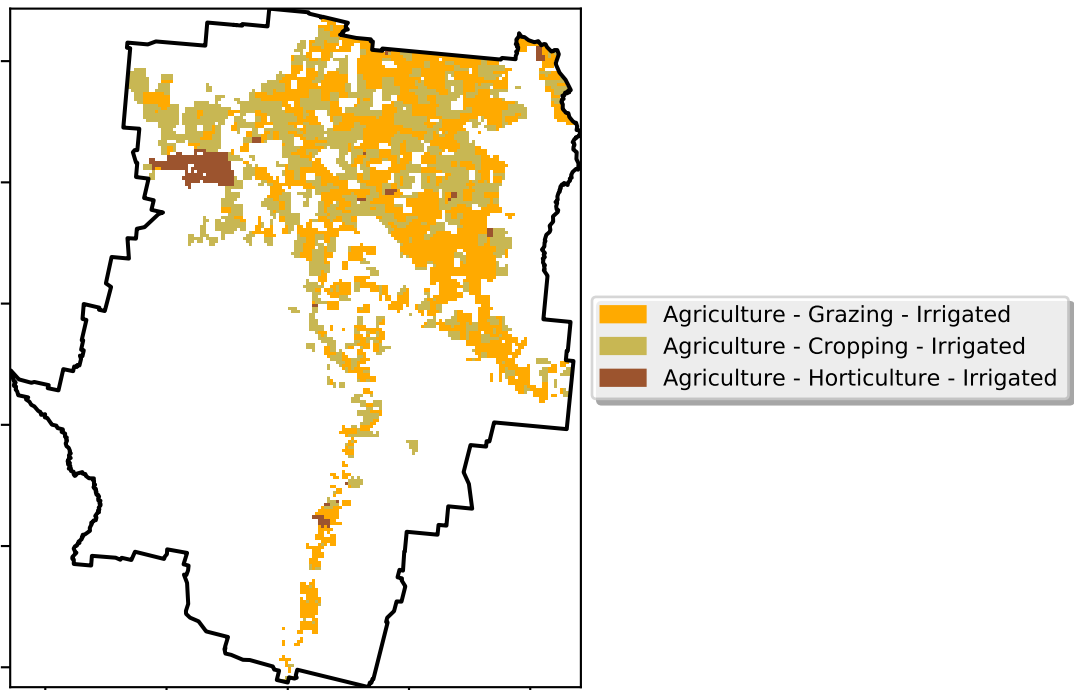 Agriculture - Grazing - Irrigated
Agriculture - Cropping - Irrigated
Agriculture - Horticulture - Irrigated